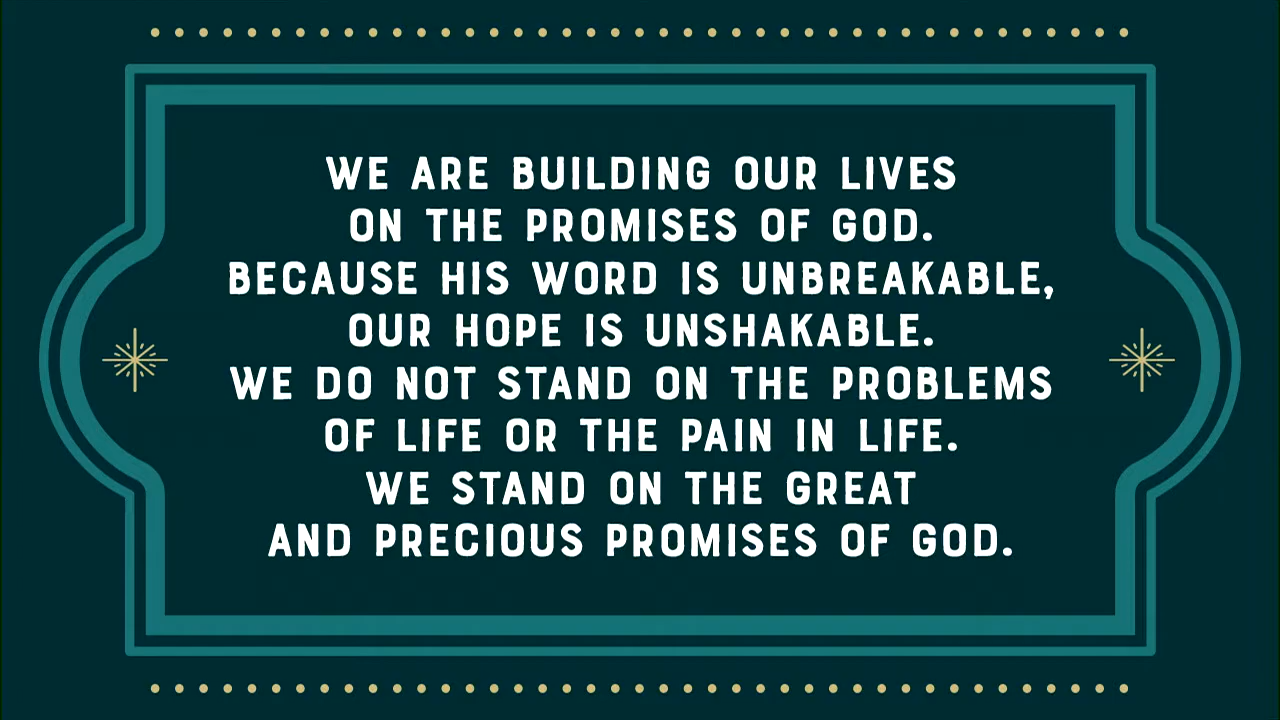 WE ARE BUILDING OUR LIVES
ON THE PROMISES OF GOD.
BECAUSE HIS WORD IS UNBREAKABLE,
OUR HOPE IS UNSHAKABLE.
WE DO NOT STAND ON THE PROBLEMS
OF LIFE OR THE PAIN IN LIFE.
WE STAND ON THE GREAT
AND PRECIOUS PROMISES OF GOD.